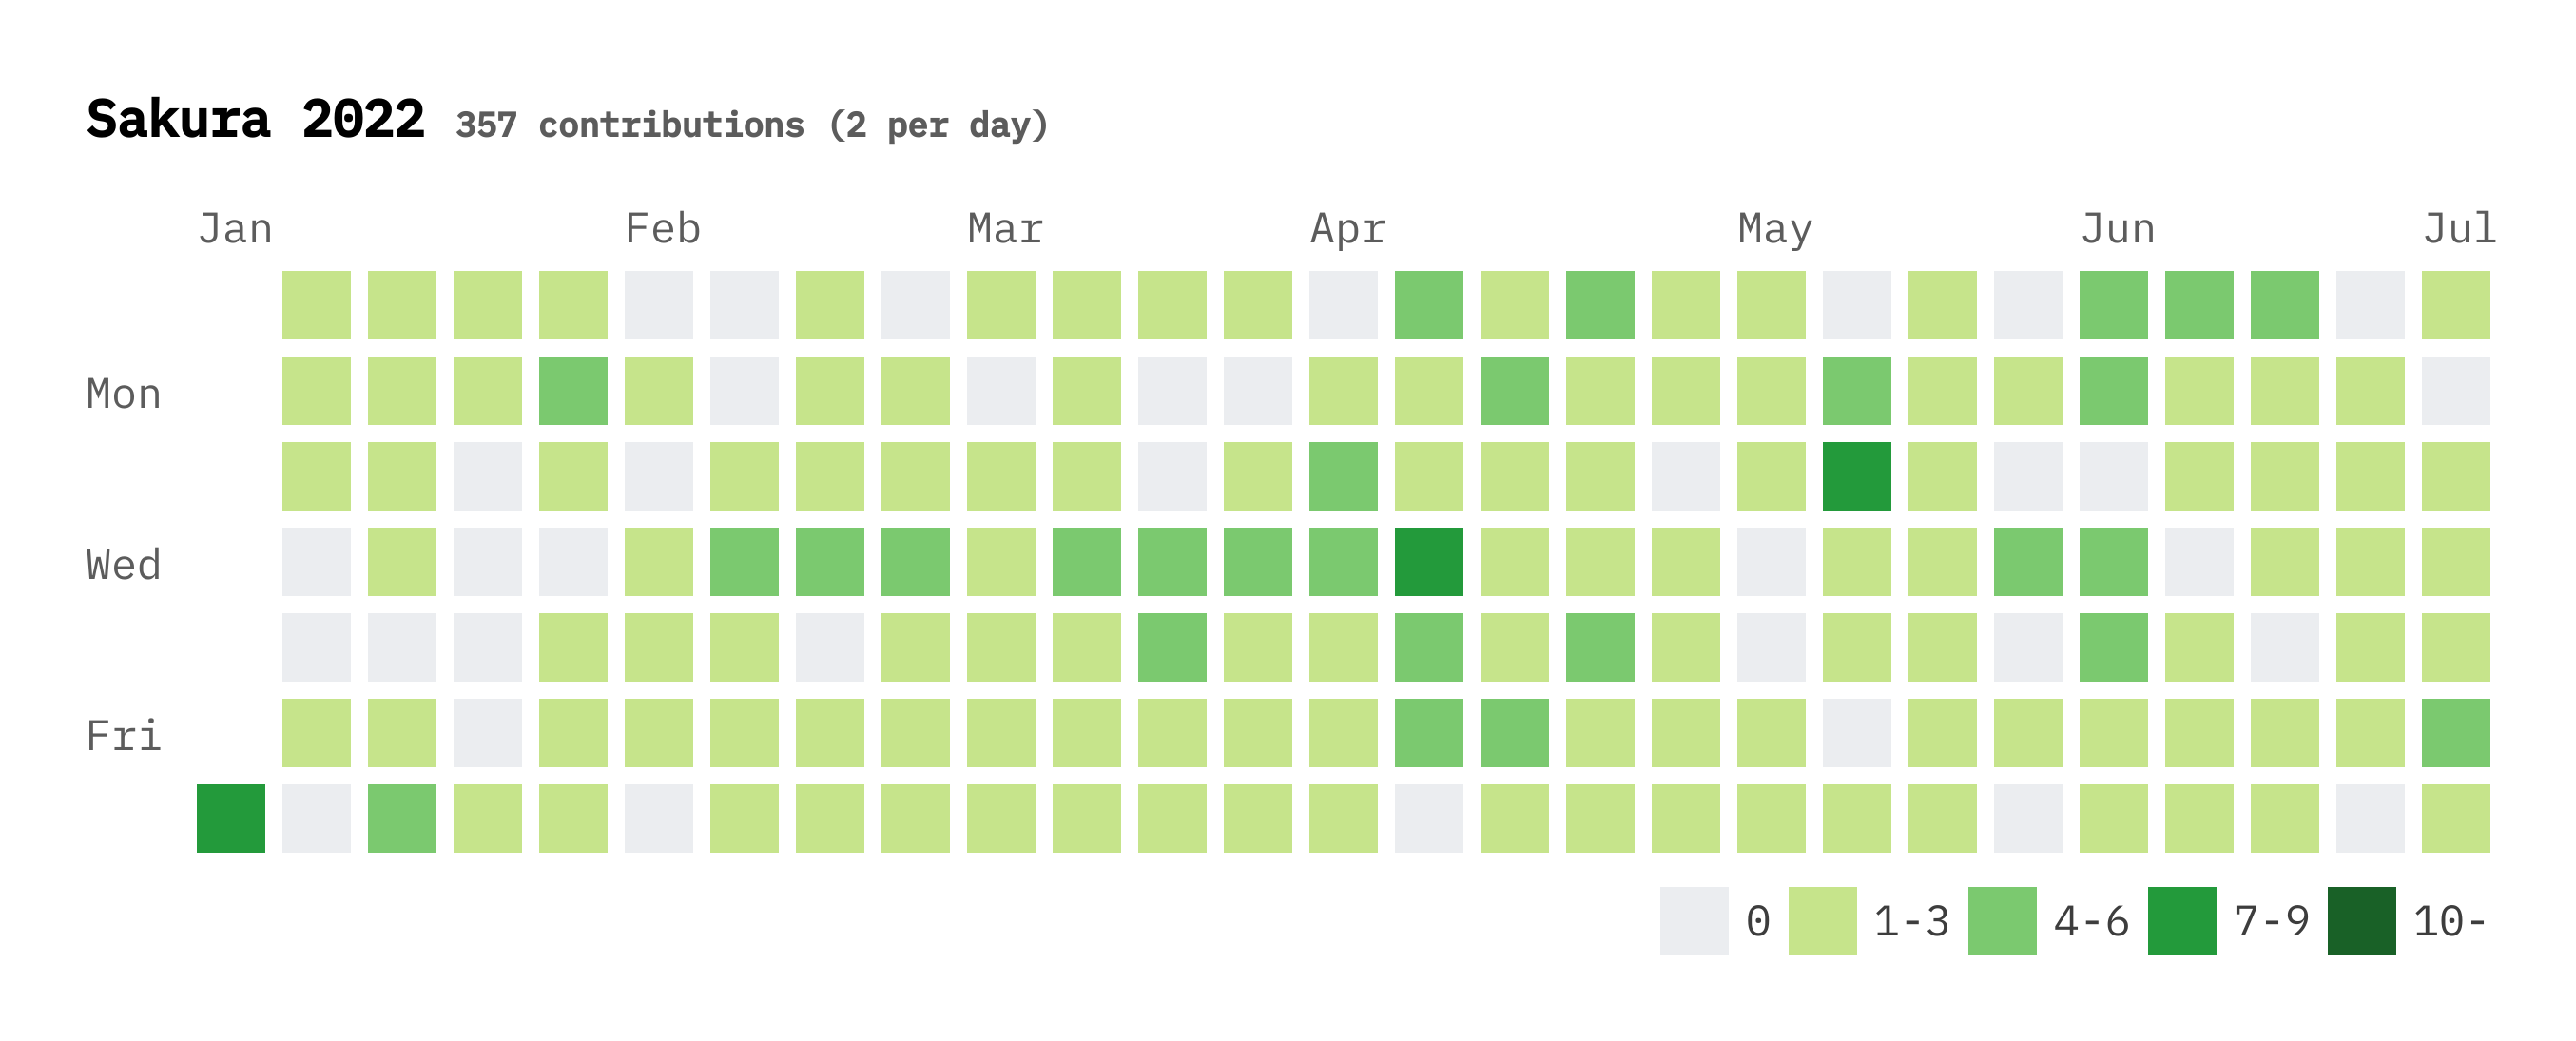 Sakura 2022 357 contributions (2 per day)
Jan Feb Mar Apr May Jun Jul
Mon
Wed
Fri
0 1-3 4-6 7-9 10-